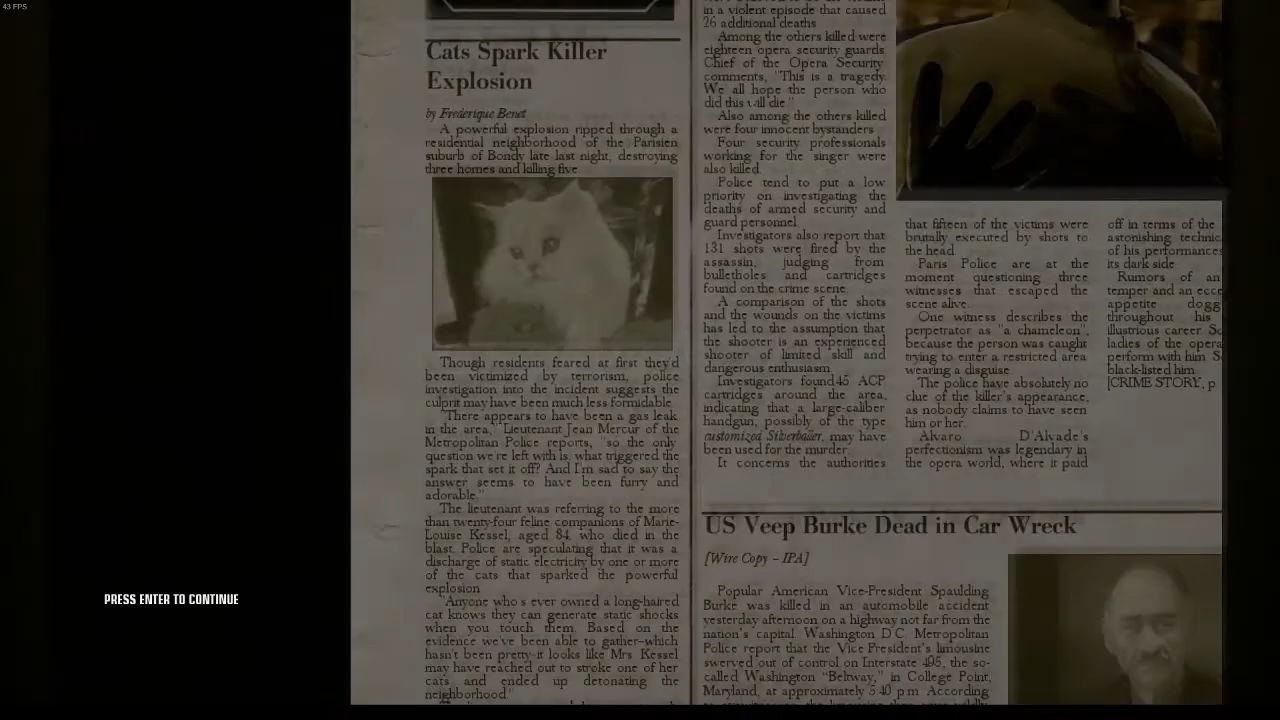 43 FPS
Cats Spark Killer
Explosion
by Frederique Benet
A powerful explosion ripped through a
residential neighborhood of the Parisien
suburb of Bondy late last night, destroying
three homes and killing five.
Though residents feared at first they'd
been victimized by terrorism, police
investigation into the incident suggests the
culprit may have been much less formidable.
"There appears to have been a gas leak
in the area," Lieutenant Jean Mercur of the
Metropolitan Police reports, "so the only
question we're left with is, what triggered the
spark that set it off? And I'm sad to say the
answer seems to have been furry and
adorable."
The lieutenant was referring to the more
than twenty-four feline companions of Marie-
Louise Kessel, aged 84, who died in the
blast. Police are speculating that it was a
discharge of static electricity by one or more
of the cats that sparked the powerful
explosion.
"Anyone who s ever owned a long-haired
cat knows they can generate static shocks
when you touch them. Based on the
evidence we've been able to gather–which
hasn't been pretty–it looks like Mrs. Kessel
may have reached out to stroke one of her
cats and ended up detonating the
neighborhood."
in a violent episode that caused
26 additional deaths.
Among the others killed were
eighteen opera security guards.
Chief of the Opera Security
comments, "This is a tragedy.
We all hope the person who
did this will die."
Also among the others killed
were four innocent bystanders.
Four security professionals
working for the singer were
also killed.
Police tend to put a low
priority on investigating the
deaths of armed security and
guard personnel.
Investigators also report that
131 shots were fired by the
assassin, judging from
bulletholes and cartridges
found on the crime scene.
A comparison of the shots
and the wounds on the victims
has led to the assumption that
the shooter is an experienced
shooter of limited skill and
dangerous enthusiasm.
Investigators found .45 ACP
cartridges around the area,
indicating that a large-caliber
handgun, possibly of the type
customized Silverballer, may have
been used for the murder.
It concerns the authorities
that fifteen of the victims were
brutally executed by shots to
the head.
Paris Police are at the
moment questioning three
witnesses that escaped the
scene alive.
One witness describes the
perpetrator as "a chameleon",
because the person was caught
trying to enter a restricted area
wearing a disguise.
The police have absolutely no
clue of the killer's appearance,
as nobody claims to have seen
him or her.
Alvaro D'Alvade's
perfectionism was legendary in
the opera world, where it paid
off in terms of the
astonishing technic
of his performances
its dark side.
Rumors of an
temper and an ecce
appetite dogg
throughout his
illustrious career. So
ladies of the opera
perform with him. S
black-listed him.
[CRIME STORY, p
US Veep Burke Dead in Car Wreck
[Wire Copy – IPA]
Popular American Vice-President Spaulding
Burke was killed in an automobile accident
yesterday afternoon on a highway not far from the
nation's capital. Washington D.C. Metropolitan
Police report that the Vice President's limousine
swerved out of control on Interstate 495, the so-
called Washington "Beltway," in College Point,
Maryland, at approximately 5:40 p.m. According
PRESS ENTER TO CONTINUE